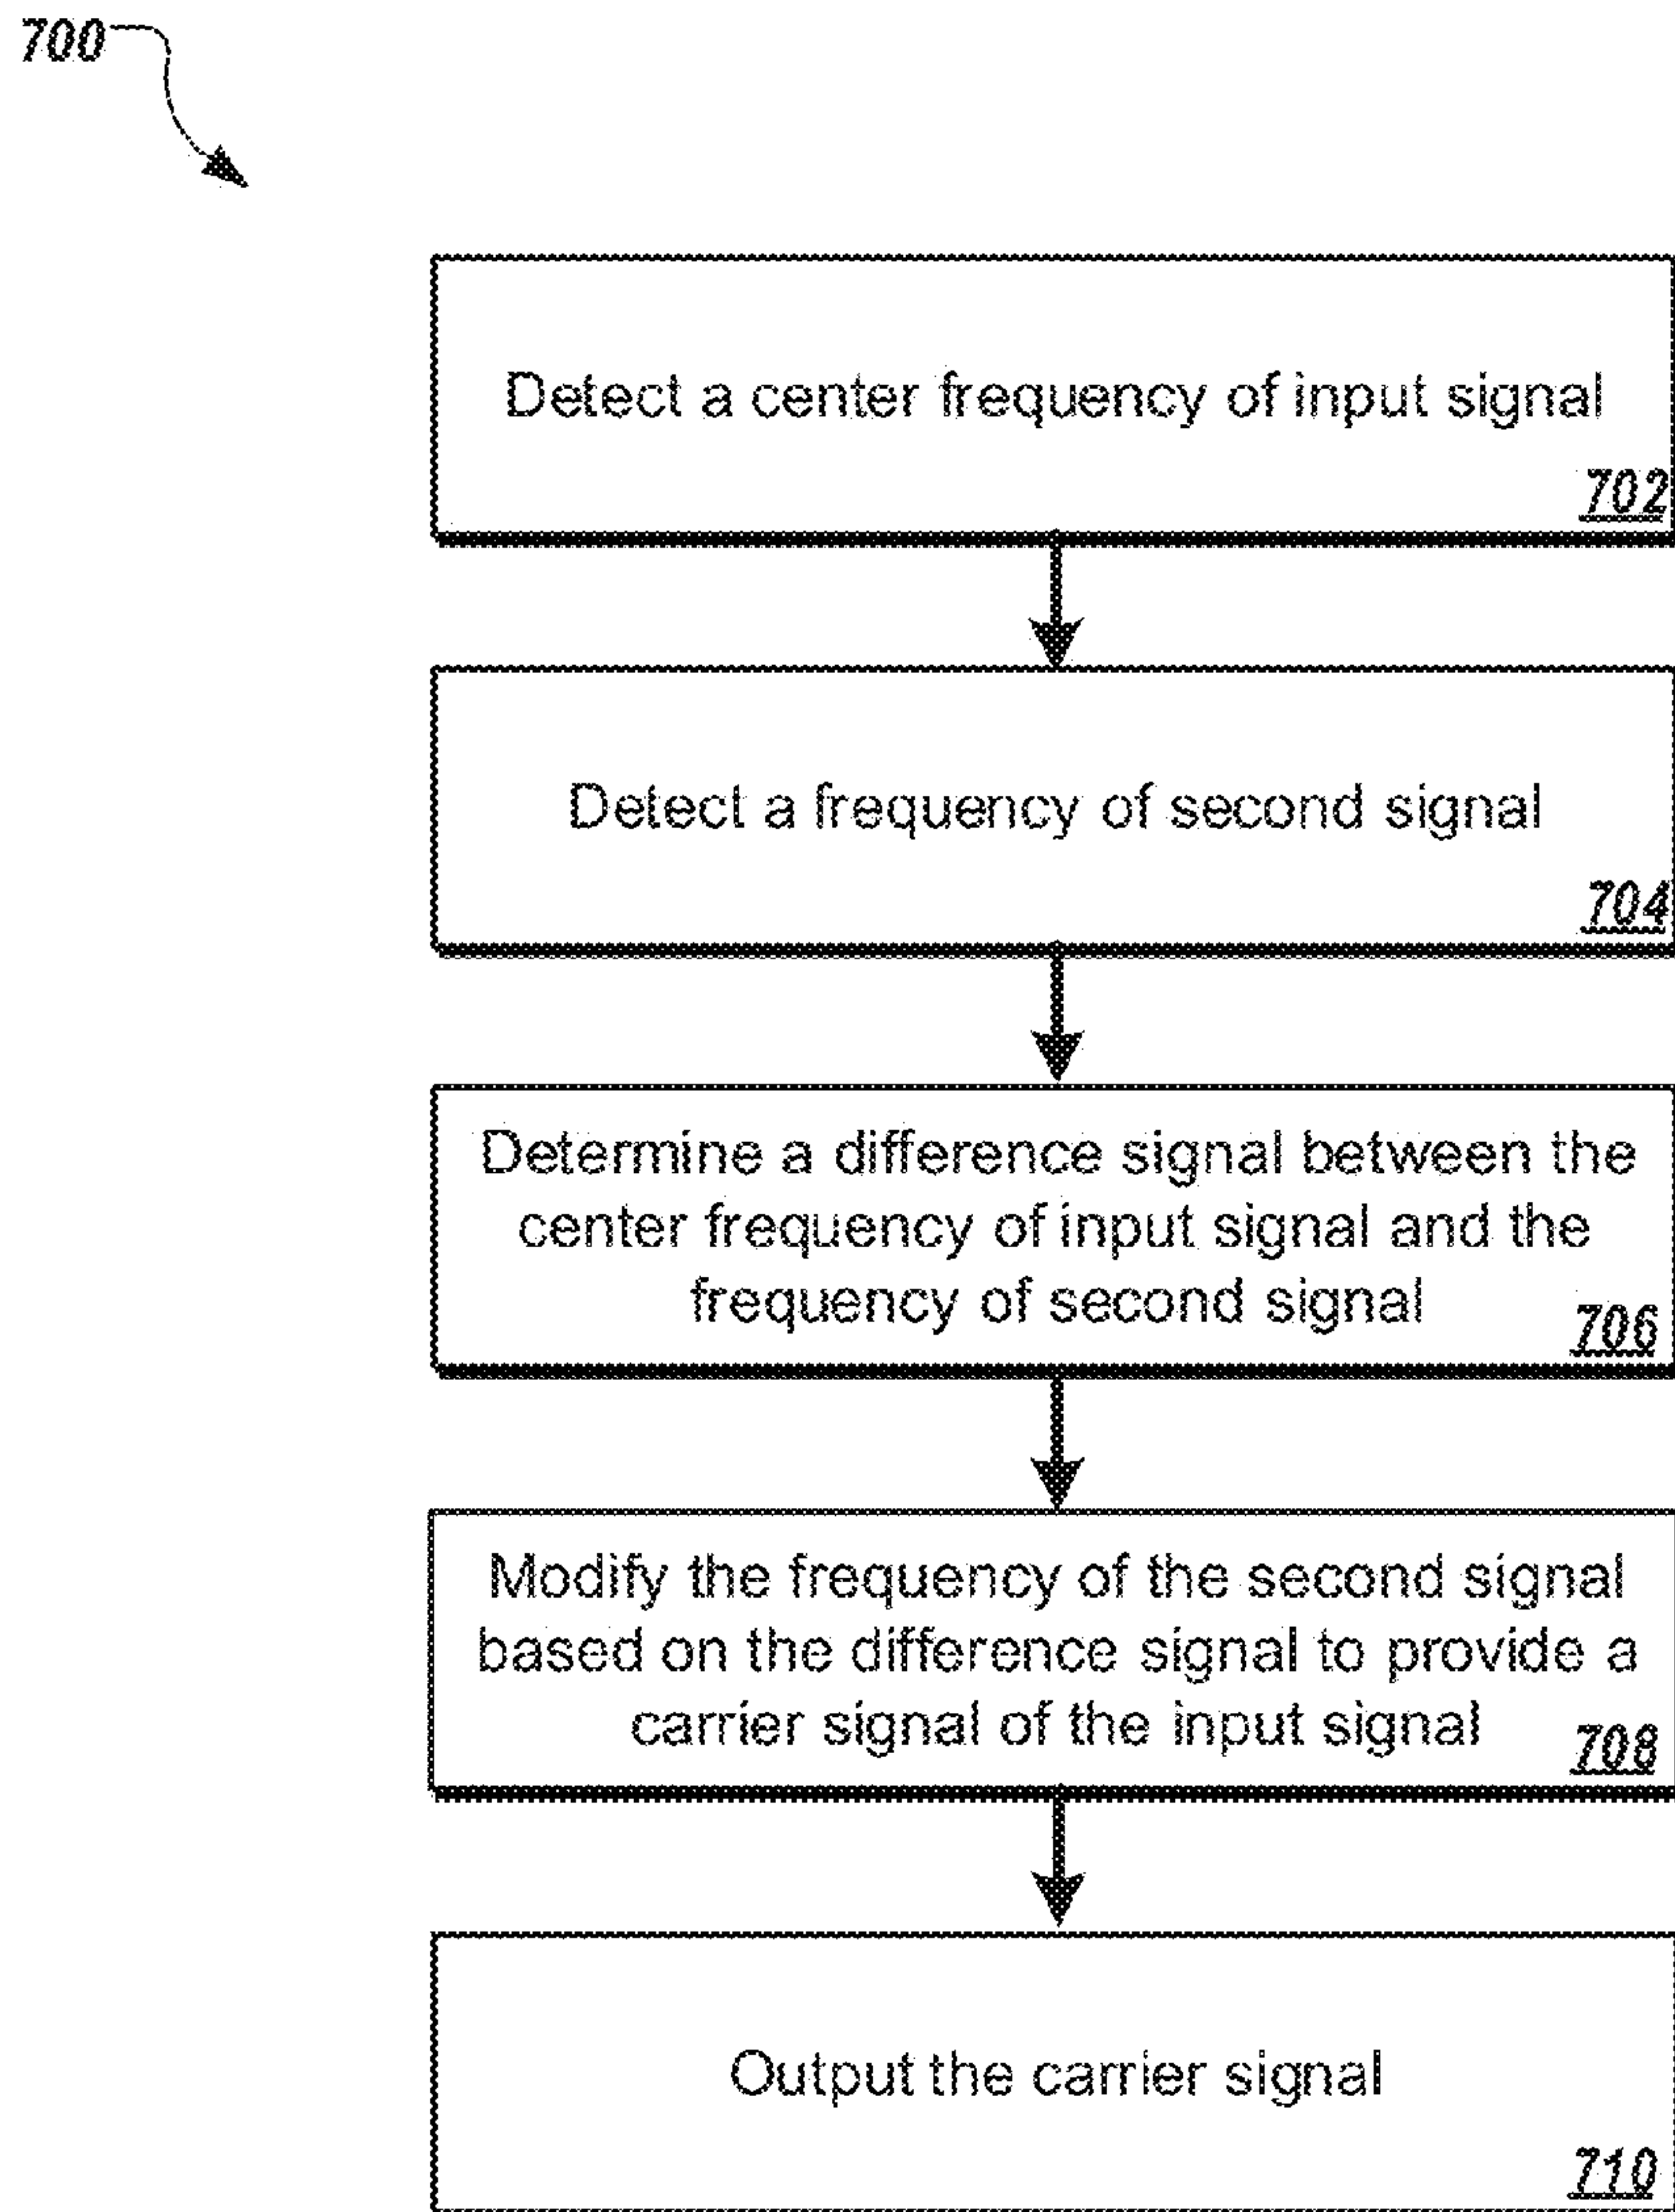 700
Detect a center frequency of input signal
702
Detect a frequency of second signal
704
Determine a difference signal between the
center frequency of input signal and the
frequency of second signal
706
Modify the frequency of the second signal
based on the difference signal to provide a
carrier signal of the input signal
708
Output the carrier signal
710